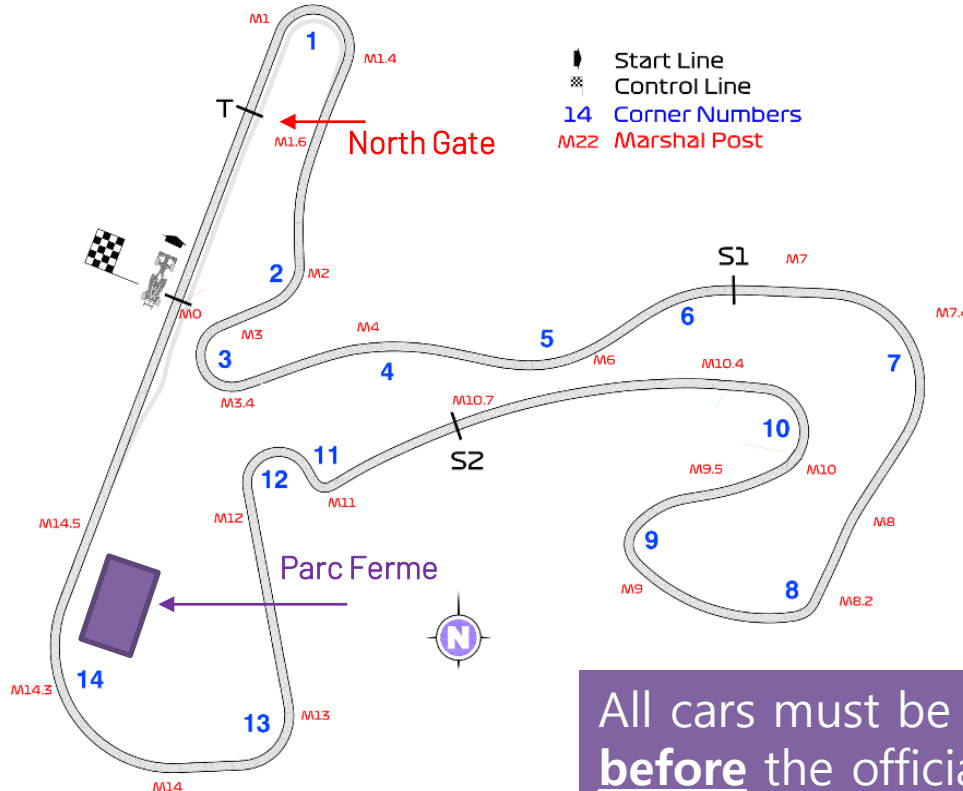 M1
1
M1.4
Start Line
Control Line
14 Corner Numbers
M22 Marshal Post
T
North Gate
M1.6
S1
M7
2
M2
M0
M3
M4
5
6
M7.4
3
4
M6
7
M3.4
M10.4
M10.7
10
S2
11
12
M9.5
M10
M11
M12
M14.5
9
M8
Parc Ferme
M9
8
M8.2
N
14
M14.3
13
M13
M14
All cars must be
before the officia